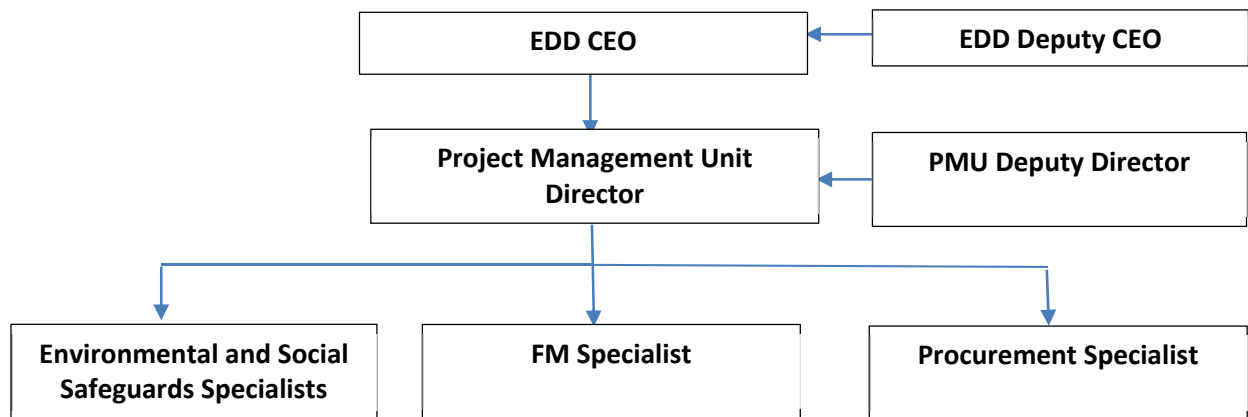 EDD CEO
EDD Deputy CEO
Project Management Unit
Director
PMU Deputy Director
Environmental and Social
Safeguards Specialists
FM Specialist
Procurement Specialist